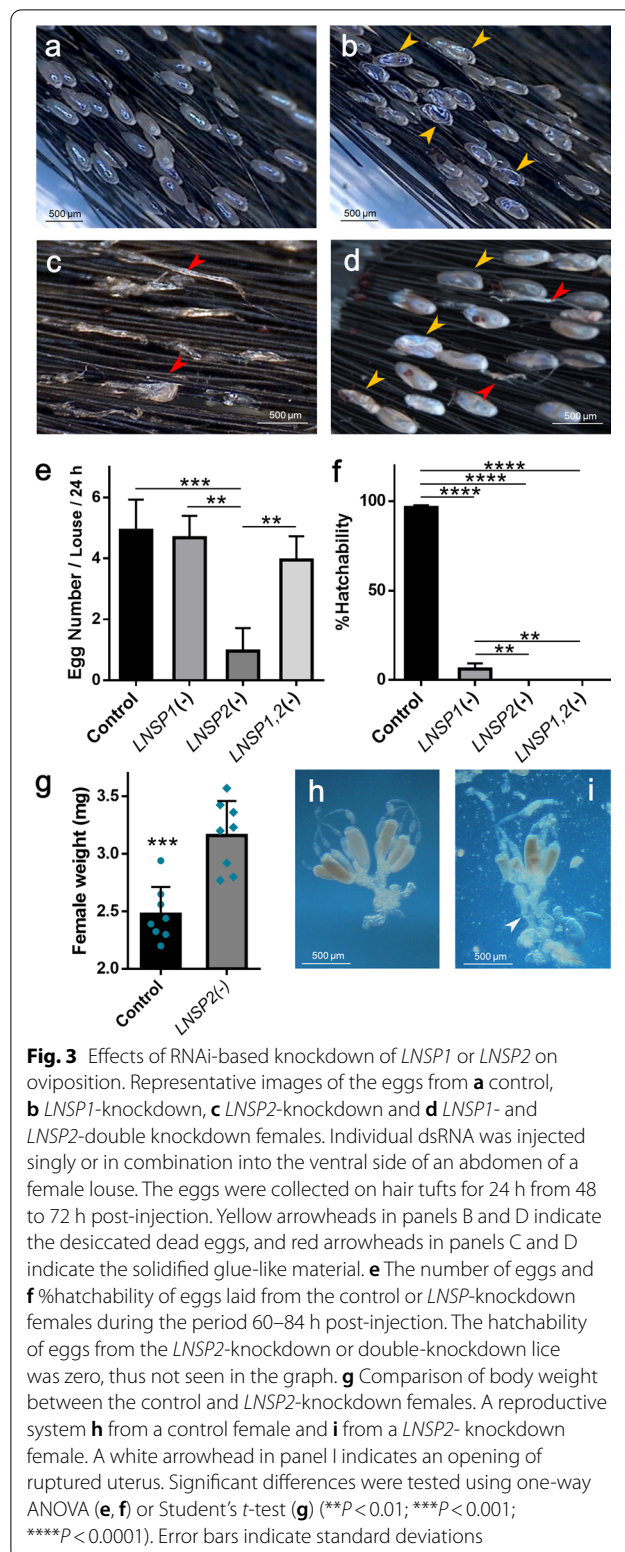 a
b
500 µm
500 µm
c
d
500 µm
500 µm
e
f
Egg Number / Louse / 24 h
6
4
2
0
***
**
**
Control
LNSP1(-)
LNSP2(-)
LNSP1,2(-)
%Hatchability
100
50
0
****
****
****
**
**
Control
LNSP1(-)
LNSP2(-)
LNSP1,2(-)
g
h
i
Female weight (mg)
3.5
3.0
2.5
2.0
***
Control
LNSP2(-)
500 µm
500 µm
Fig. 3 Effects of RNAi-based knockdown of LNSP1 or LNSP2 on
oviposition. Representative images of the eggs from a control,
b LNSP1-knockdown, c LNSP2-knockdown and d LNSP1- and
LNSP2-double knockdown females. Individual dsRNA was injected
singly or in combination into the ventral side of an abdomen of a
female louse. The eggs were collected on hair tufts for 24 h from 48
to 72 h post-injection. Yellow arrowheads in panels B and D indicate
the desiccated dead eggs, and red arrowheads in panels C and D
indicate the solidified glue-like material. e The number of eggs and
f %hatchability of eggs laid from the control or LNSP-knockdown
females during the period 60–84 h post-injection. The hatchability
of eggs from the LNSP2-knockdown or double-knockdown lice
was zero, thus not seen in the graph. g Comparison of body weight
between the control and LNSP2-knockdown females. A reproductive
system h from a control female and i from a LNSP2- knockdown
female. A white arrowhead in panel I indicates an opening of
ruptured uterus. Significant differences were tested using one-way
ANOVA (e, f) or Student's t-test (g) (**P < 0.01; ***P < 0.001;
****P < 0.0001). Error bars indicate standard deviations